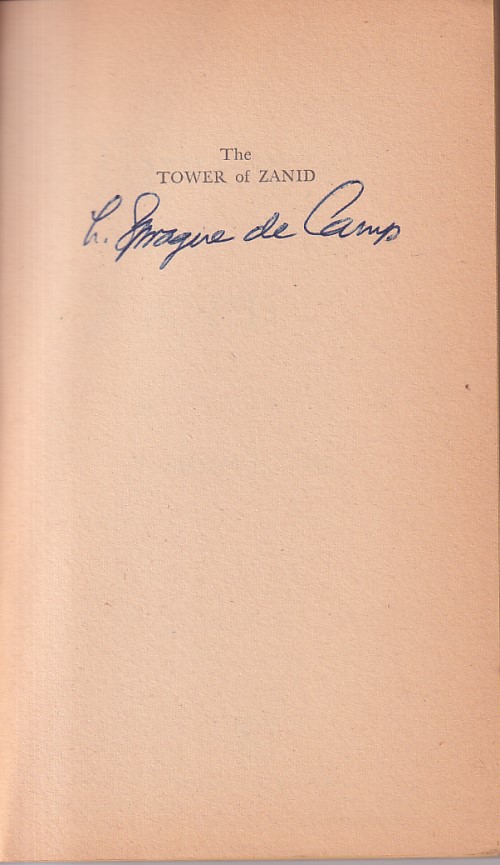 The
TOWER of ZANID
L. Sprague de Camp